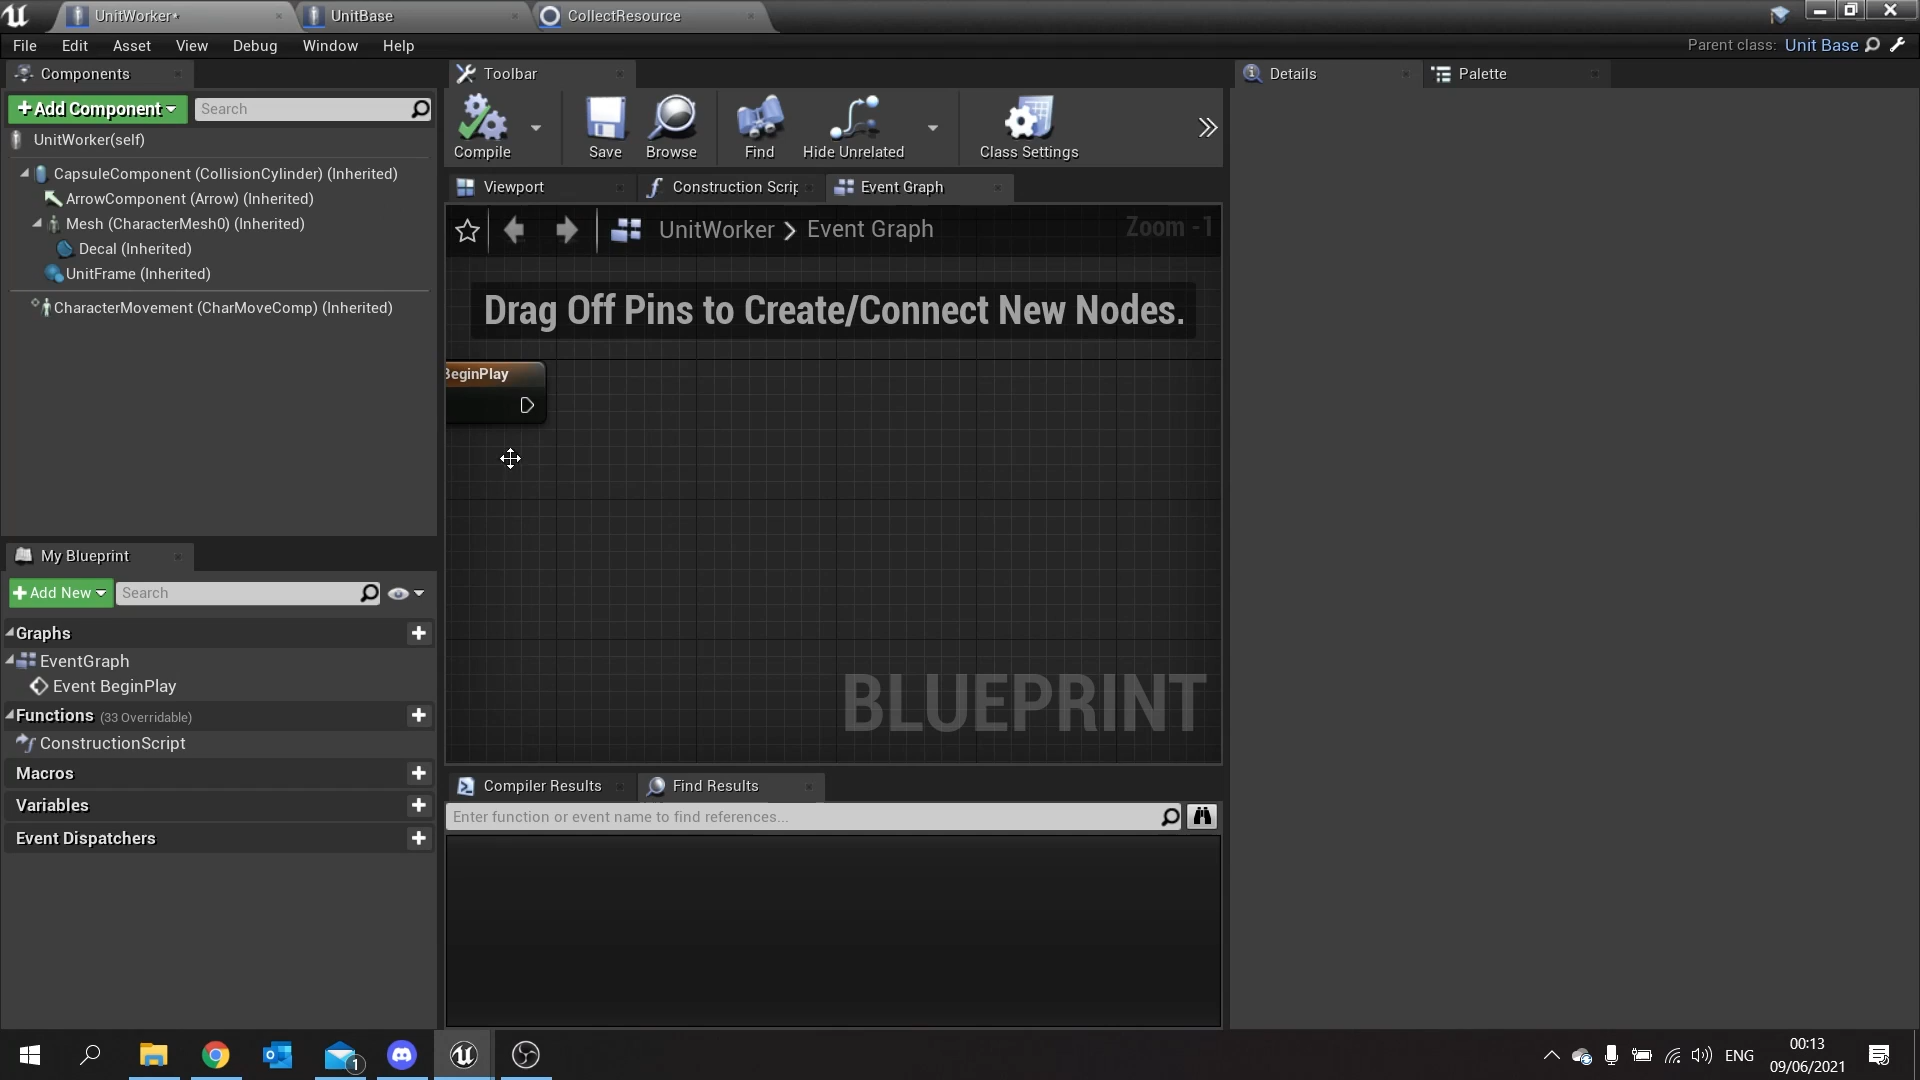 UnitWorker*
UnitBase
CollectResource
File Edit Asset View Debug Window Help
Parent class: Unit Base
Components
Toolbar
Details
Palette
Add Component
Search
UnitWorker(self)
CapsuleComponent (CollisionCylinder) (Inherited)
ArrowComponent (Arrow) (Inherited)
Mesh (CharacterMesh0) (Inherited)
Decal (Inherited)
UnitFrame (Inherited)
CharacterMovement (CharMoveComp) (Inherited)
Compile
Save
Browse
Find
Hide Unrelated
Class Settings
Viewport
Construction Scrip
Event Graph
UnitWorker > Event Graph
Zoom -1
Drag Off Pins to Create/Connect New Nodes.
BeginPlay
BLUEPRINT
My Blueprint
Add New
Search
Graphs
EventGraph
Event BeginPlay
Functions (33 Overridable)
ConstructionScript
Macros
Variables
Event Dispatchers
Compiler Results
Find Results
Enter function or event name to find references...
1
ENG
00:13
09/06/2021